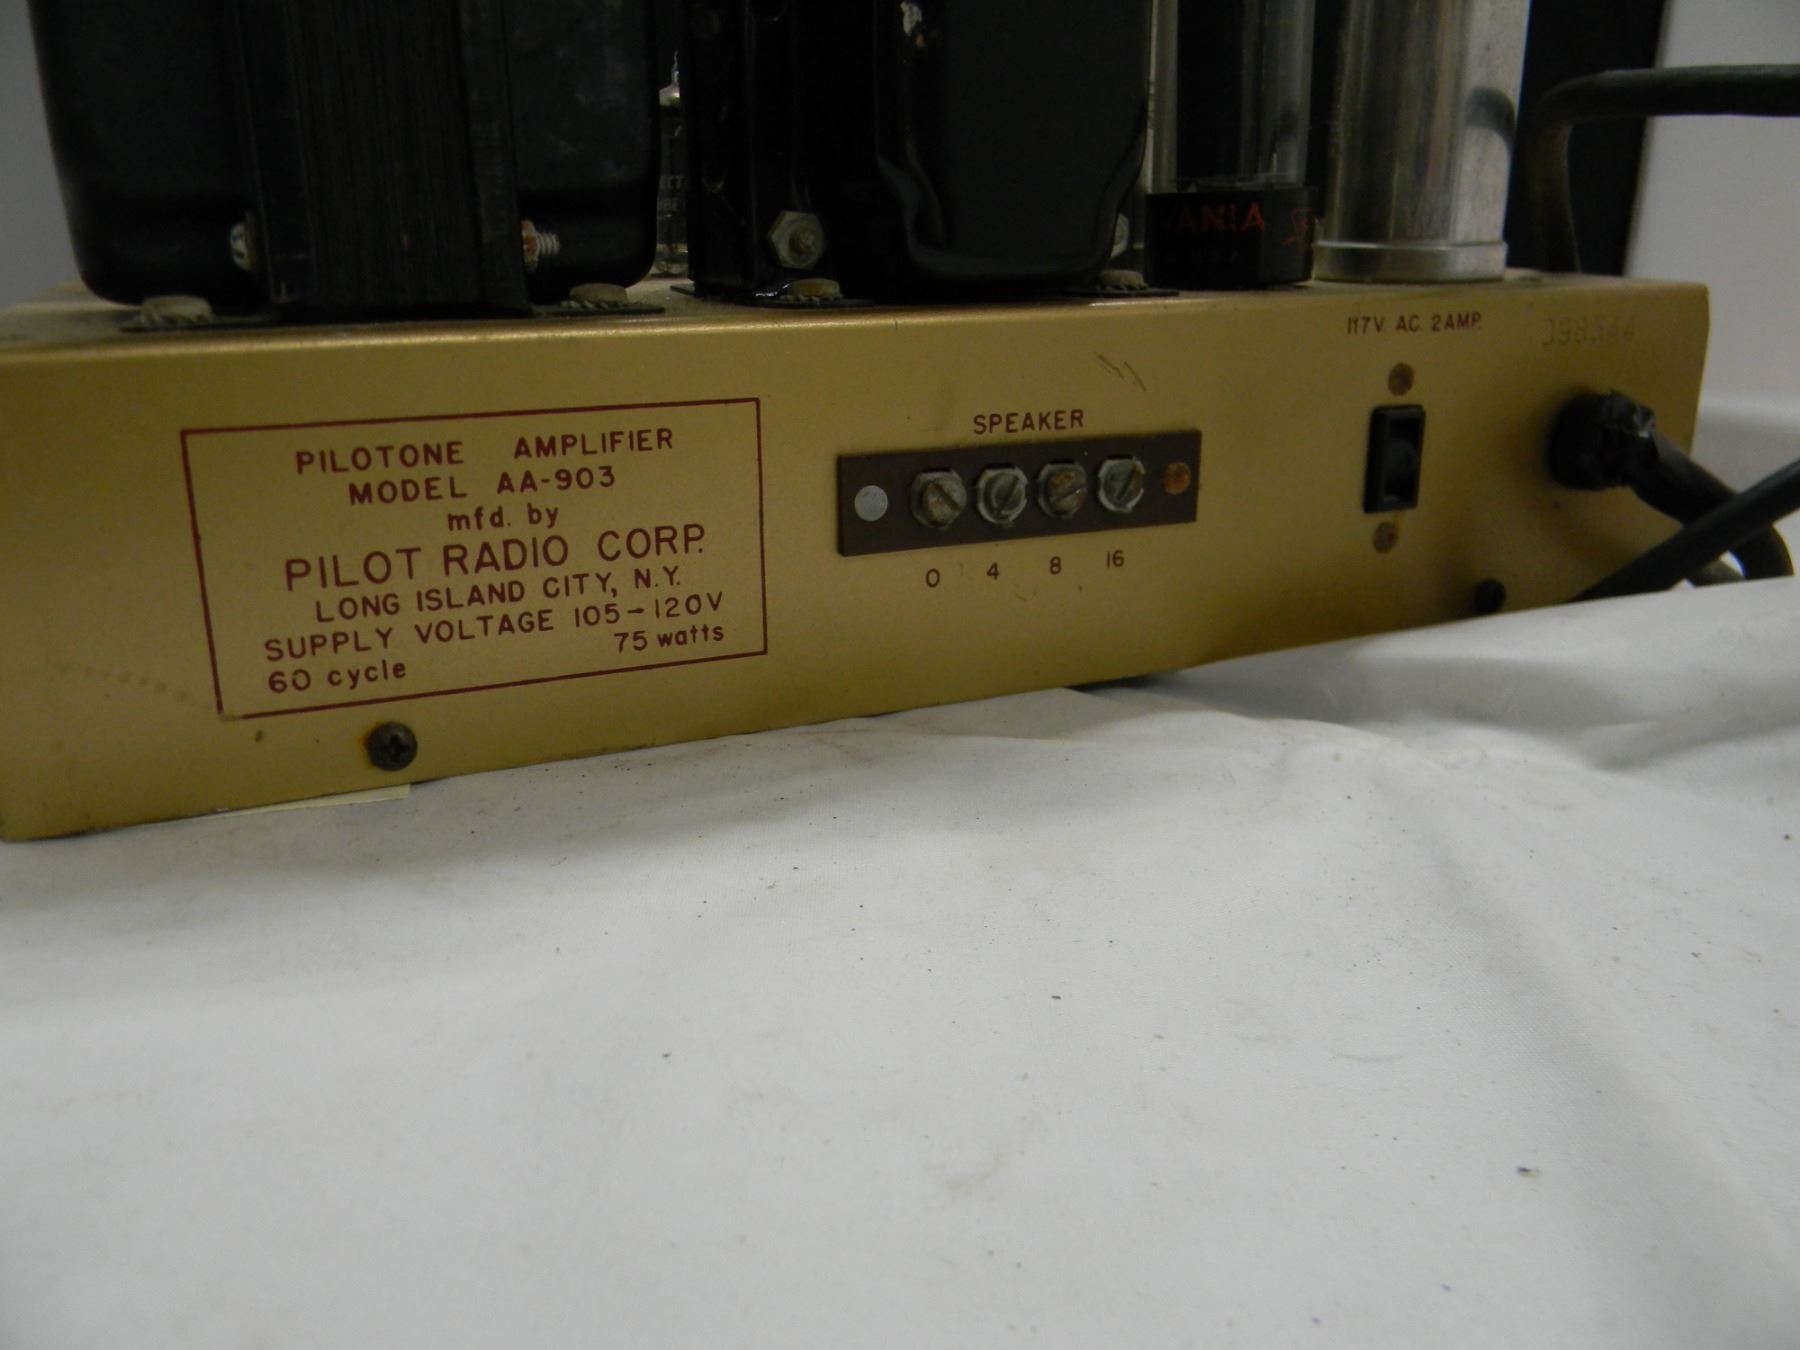 PILOTONE AMPLIFIER
MODEL AA-903
mfd. by
PILOT RADIO CORP.
LONG ISLAND CITY, N.Y.
SUPPLY VOLTAGE 105-120V
60 cycle 75 watts
SPEAKER
0 4 8 16
117V. AC. 2AMP.
VANIA